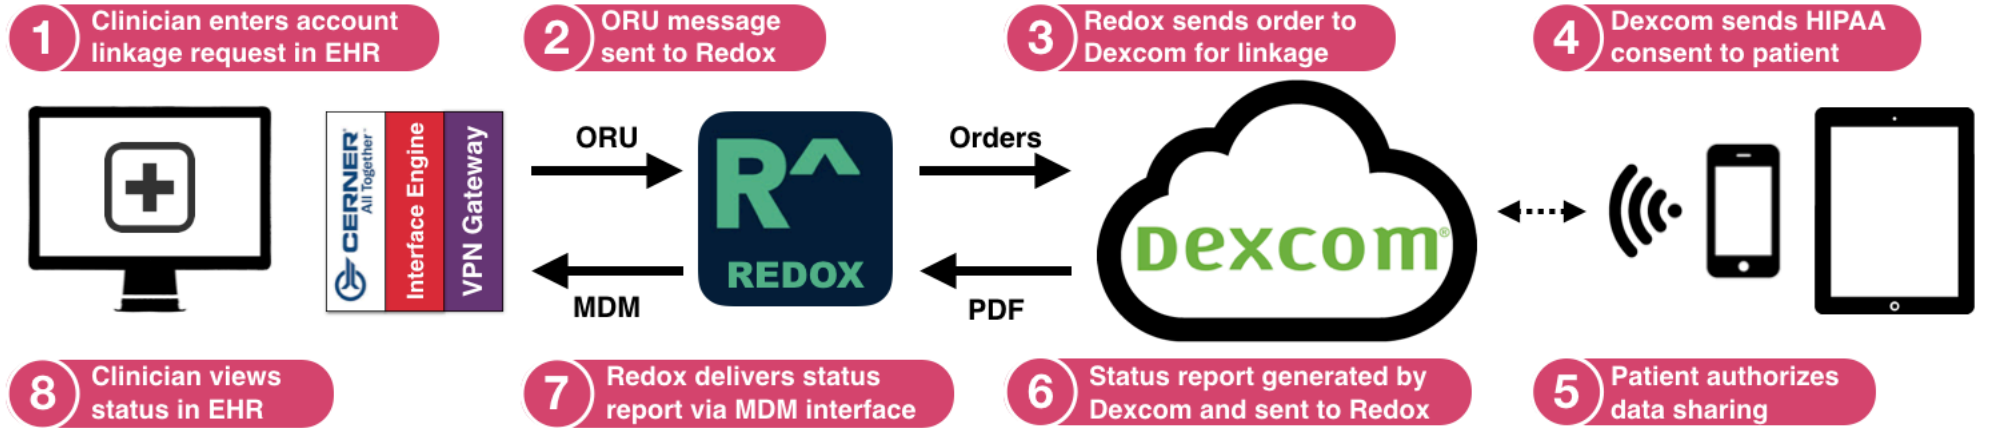 1
Clinician enters account
linkage request in EHR
2
ORU message
sent to Redox
3
Redox sends order to
Dexcom for linkage
4
Dexcom sends HIPAA
consent to patient
CERNER®
All Together™
Interface Engine
VPN Gateway
ORU
MDM
R^
REDOX
Orders
PDF
Dexcom®
8
Clinician views
status in EHR
7
Redox delivers status
report via MDM interface
6
Status report generated by
Dexcom and sent to Redox
5
Patient authorizes
data sharing